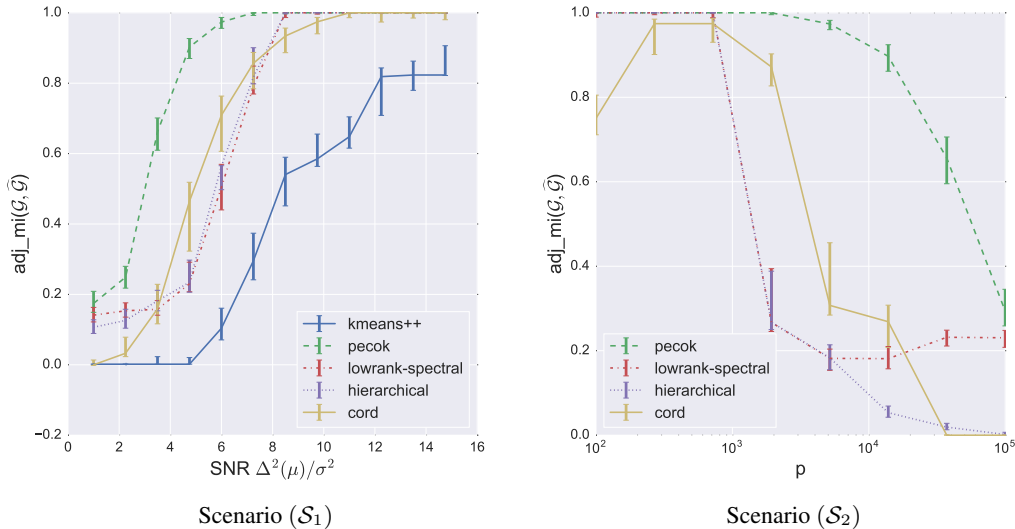 adj_mi(𝒢, 𝒢̂)
1.0
0.8
0.6
0.4
0.2
0.0
−0.2
kmeans++
pecok
lowrank-spectral
hierarchical
cord
0 2 4 6 8 10 12 14 16
SNR Δ²(μ)/σ²
Scenario (𝒮₁)
adj_mi(𝒢, 𝒢̂)
1.0
0.8
0.6
0.4
0.2
0.0
pecok
lowrank-spectral
hierarchical
cord
10² 10³ 10⁴ 10⁵
p
Scenario (𝒮₂)